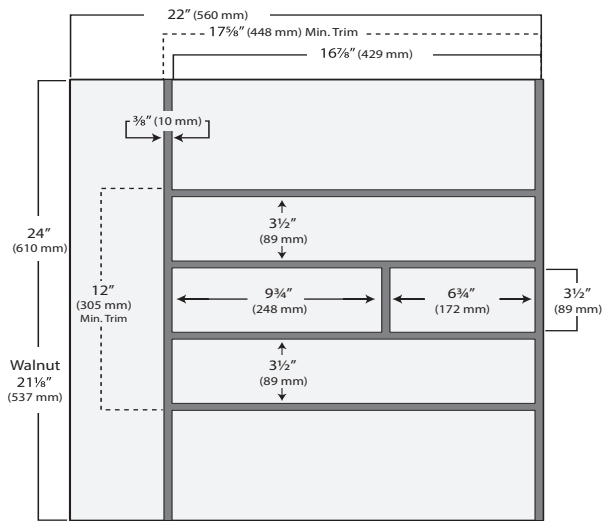 22” (560 mm)
17⅝” (448 mm) Min. Trim
16⅞” (429 mm)
⅜” (10 mm)
24”
(610 mm)
3½”
(89 mm)
12”
(305 mm)
Min. Trim
9¾”
(248 mm)
6¾”
(172 mm)
3½”
(89 mm)
Walnut
21⅛”
(537 mm)
3½”
(89 mm)